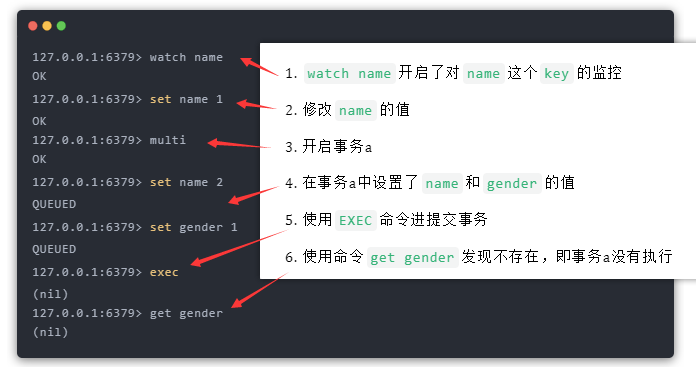 127.0.0.1:6379> watch name
OK
127.0.0.1:6379> set name 1
OK
127.0.0.1:6379> multi
OK
127.0.0.1:6379> set name 2
QUEUED
127.0.0.1:6379> set gender 1
QUEUED
127.0.0.1:6379> exec
(nil)
127.0.0.1:6379> get gender
(nil)
1. watch name 开启了对 name 这个 key 的监控
2. 修改 name 的值
3. 开启事务a
4. 在事务a中设置了 name 和 gender 的值
5. 使用 EXEC 命令进提交事务
6. 使用命令 get gender 发现不存在，即事务a没有执行